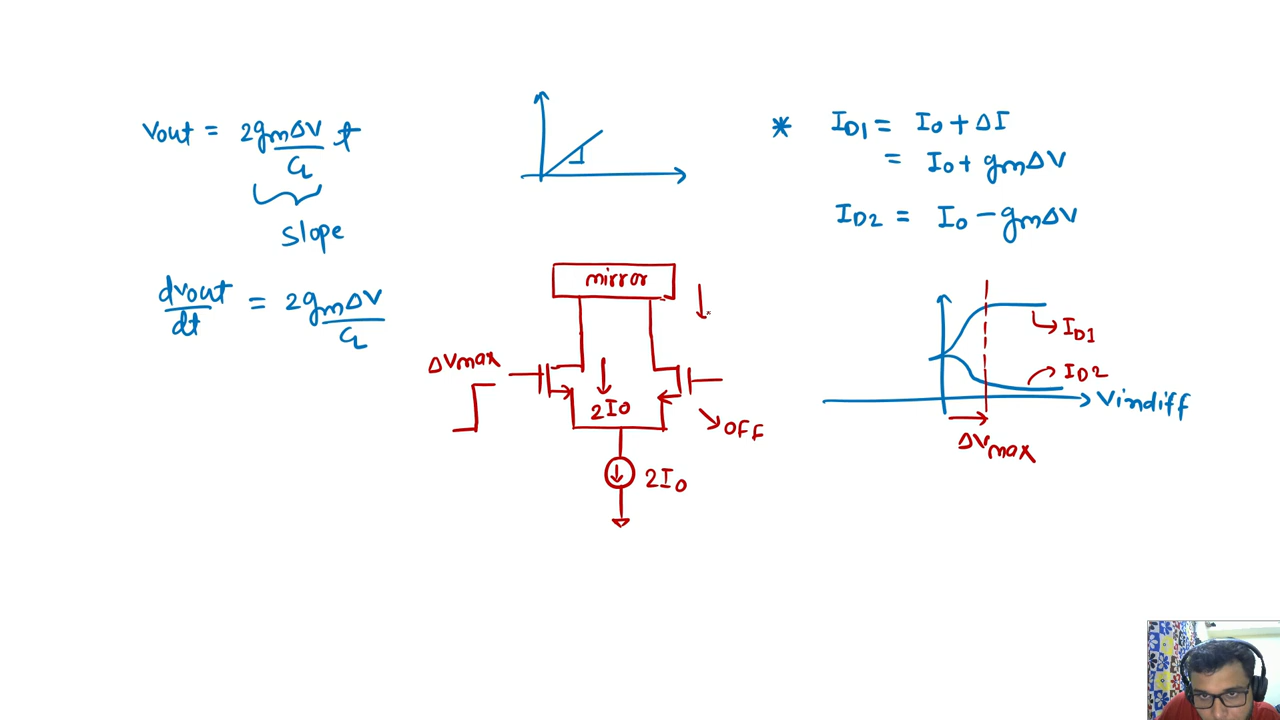 Vout = 2gmΔV/CL t
slope
dVout/dt = 2gmΔV/CL
* ID1 = I0 + ΔI
= I0 + gmΔV
ID2 = I0 - gmΔV
mirror
ΔVmax
2I0
OFF
2I0
ID1
ID2
Vindiff
ΔVmax